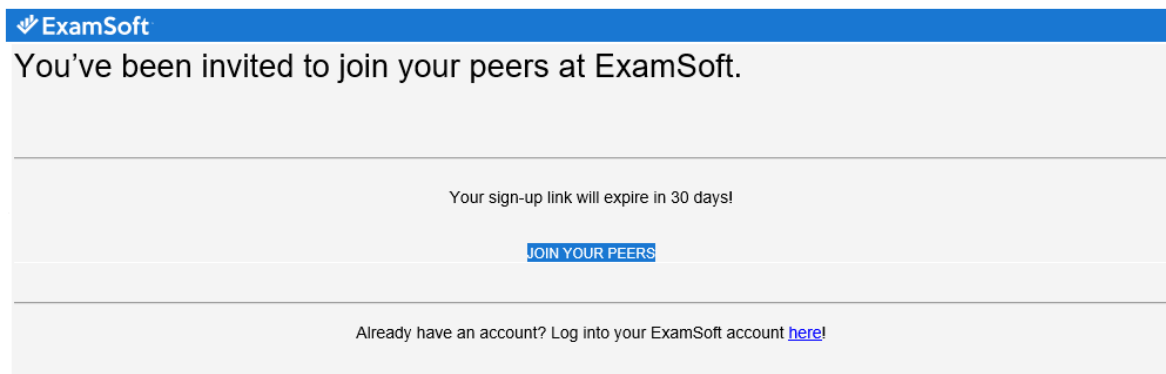 ExamSoft
You’ve been invited to join your peers at ExamSoft.
Your sign-up link will expire in 30 days!
JOIN YOUR PEERS
Already have an account? Log into your ExamSoft account here!